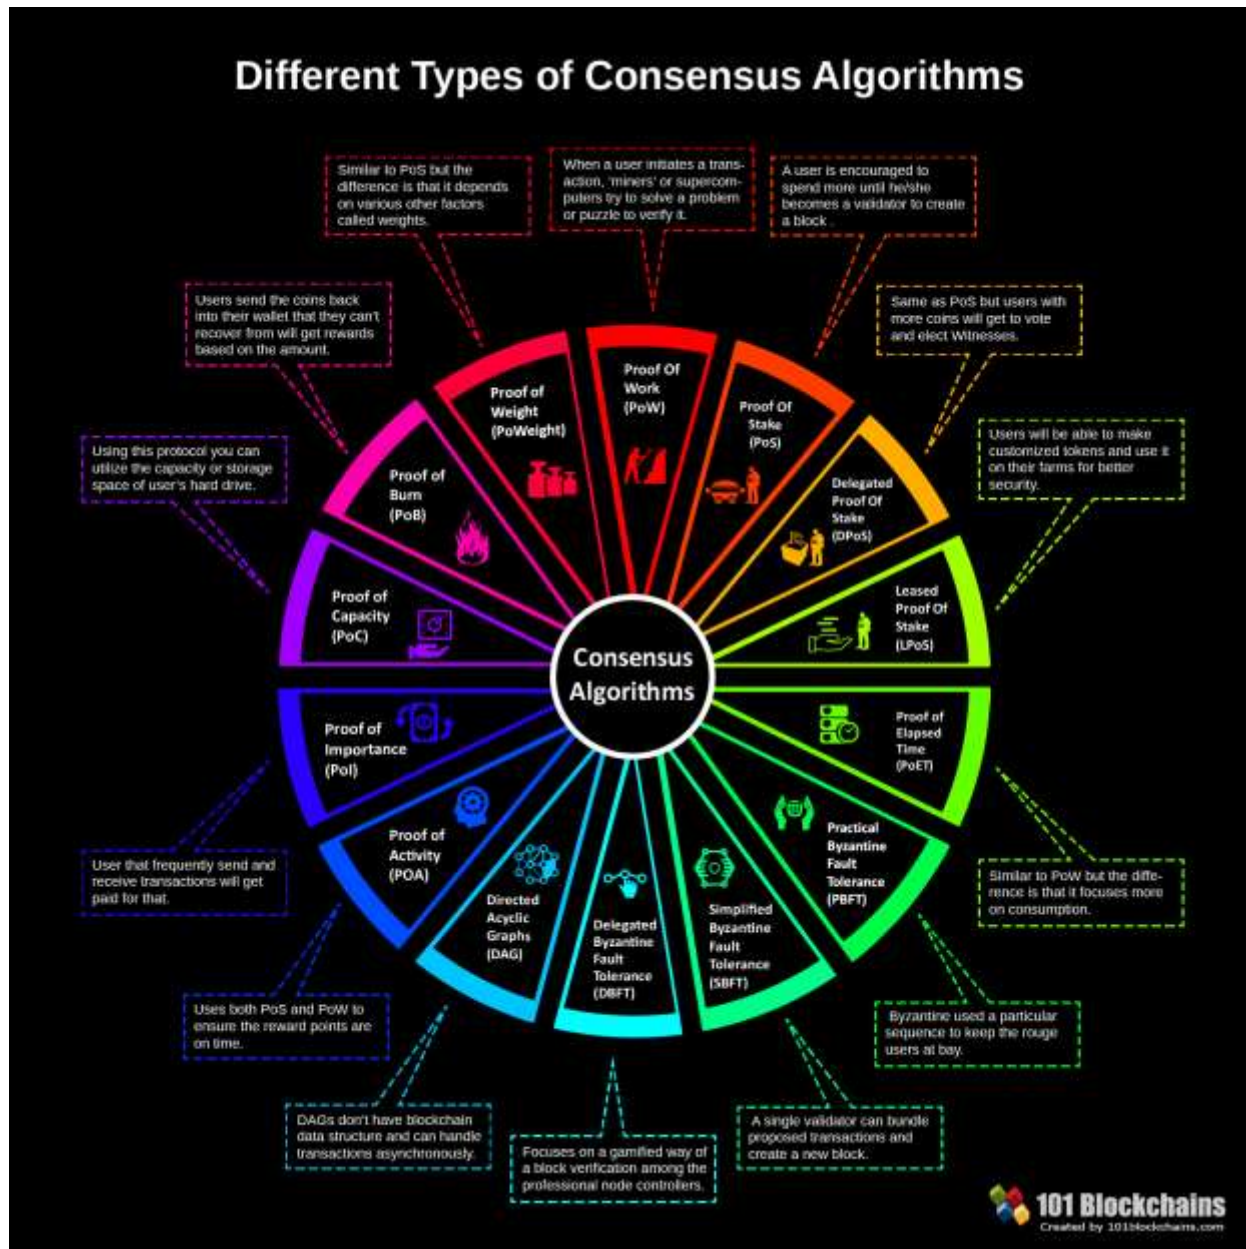 Different Types of Consensus Algorithms
Similar to PoS but the
difference is that it depends
on various other factors
called weights.
When a user initiates a trans-
action, 'miners' or supercom-
puters try to solve a problem
or puzzle to verify it.
A user is encouraged to
spend more until he/she
becomes a validator to create
a block .
Users send the coins back
into their wallet that they can't
recover from will get rewards
based on the amount.
Same as PoS but users with
more coins will get to vote
and elect Witnesses.
Using this protocol you can
utilize the capacity or storage
space of user's hard drive.
Users will be able to make
customized tokens and use it
on their farms for better
security.
Proof of
Weight
(PoWeight)
Proof Of
Work
(PoW)
Proof Of
Stake
(PoS)
Proof of
Burn
(PoB)
Delegated
Proof Of
Stake
(DPoS)
Proof of
Capacity
(PoC)
Leased
Proof Of
Stake
(LPoS)
Consensus
Algorithms
Proof of
Importance
(PoI)
Proof of
Elapsed
Time
(PoET)
Proof of
Activity
(POA)
Practical
Byzantine
Fault
Tolerance
(PBFT)
Directed
Acyclic
Graphs
(DAG)
Delegated
Byzantine
Fault
Tolerance
(DBFT)
Simplified
Byzantine
Fault
Tolerance
(SBFT)
User that frequently send and
receive transactions will get
paid for that.
Similar to PoW but the diffe-
rence is that it focuses more
on consumption.
Uses both PoS and PoW to
ensure the reward points are
on time.
Byzantine used a particular
sequence to keep the rouge
users at bay.
DAGs don't have blockchain
data structure and can handle
transactions asynchronously.
Focuses on a gamified way of
a block verification among the
professional node controllers.
A single validator can bundle
proposed transactions and
create a new block.
101 Blockchains
Created by 101blockchains.com